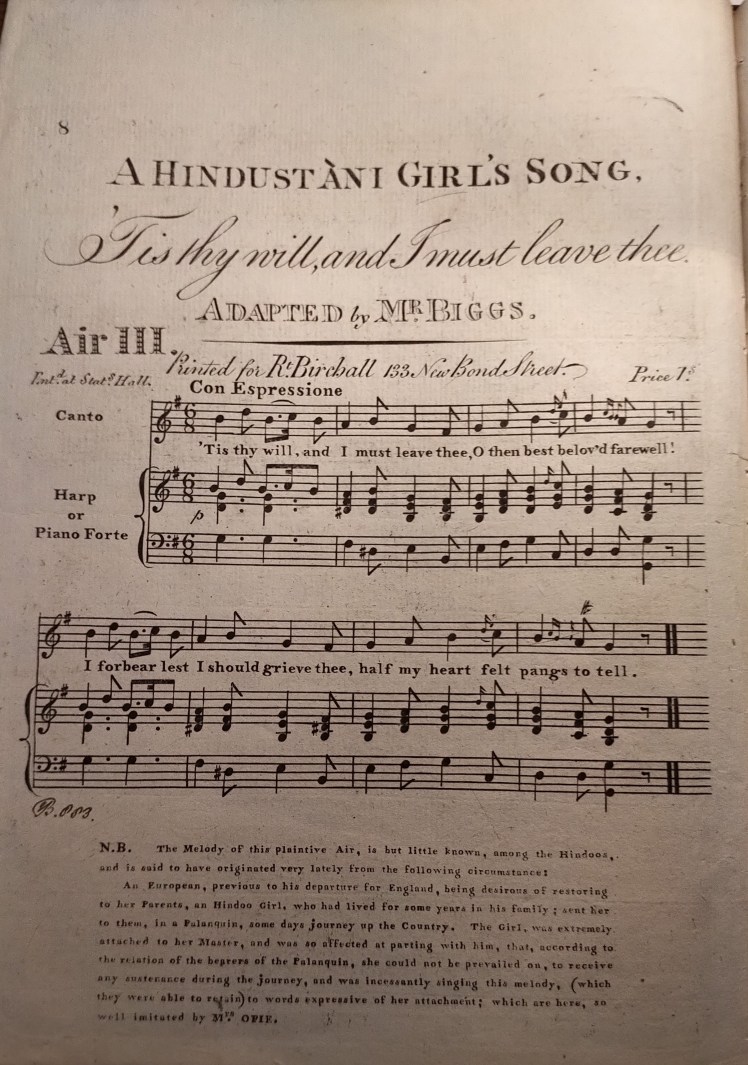 8
A HINDUSTÀNI GIRL'S SONG,
'Tis thy will, and I must leave thee.
ADAPTED by MR. BIGGS.
Air III.
Printed for Rt. Birchall 133 New Bond Street.
Ent.d at Stat.s Hall.
Price 1.s
Con Espressione
Canto
'Tis thy will, and I must leave thee, O then best belov'd farewell!
Harp
or
Piano Forte
p
I forbear lest I should grieve thee, half my heart felt pangs to tell.
B. 883.
N.B. The Melody of this plaintive Air, is but little known, among the Hindoos,
and is said to have originated very lately from the following circumstance:
An European, previous to his departure for England, being desirous of restoring
to her Parents, an Hindoo Girl, who had lived for some years in his family; sent her
to them, in a Palanquin, some days journey up the Country. The Girl, was extremely
attached to her Master, and was so affected at parting with him, that, according to
the relation of the bearers of the Palanquin, she could not be prevailed on, to receive
any sustenance during the journey, and was incessantly singing this melody, (which
they were able to retain) to words expressive of her attachment; which are here, so
well imitated by Mrs. OPIE.